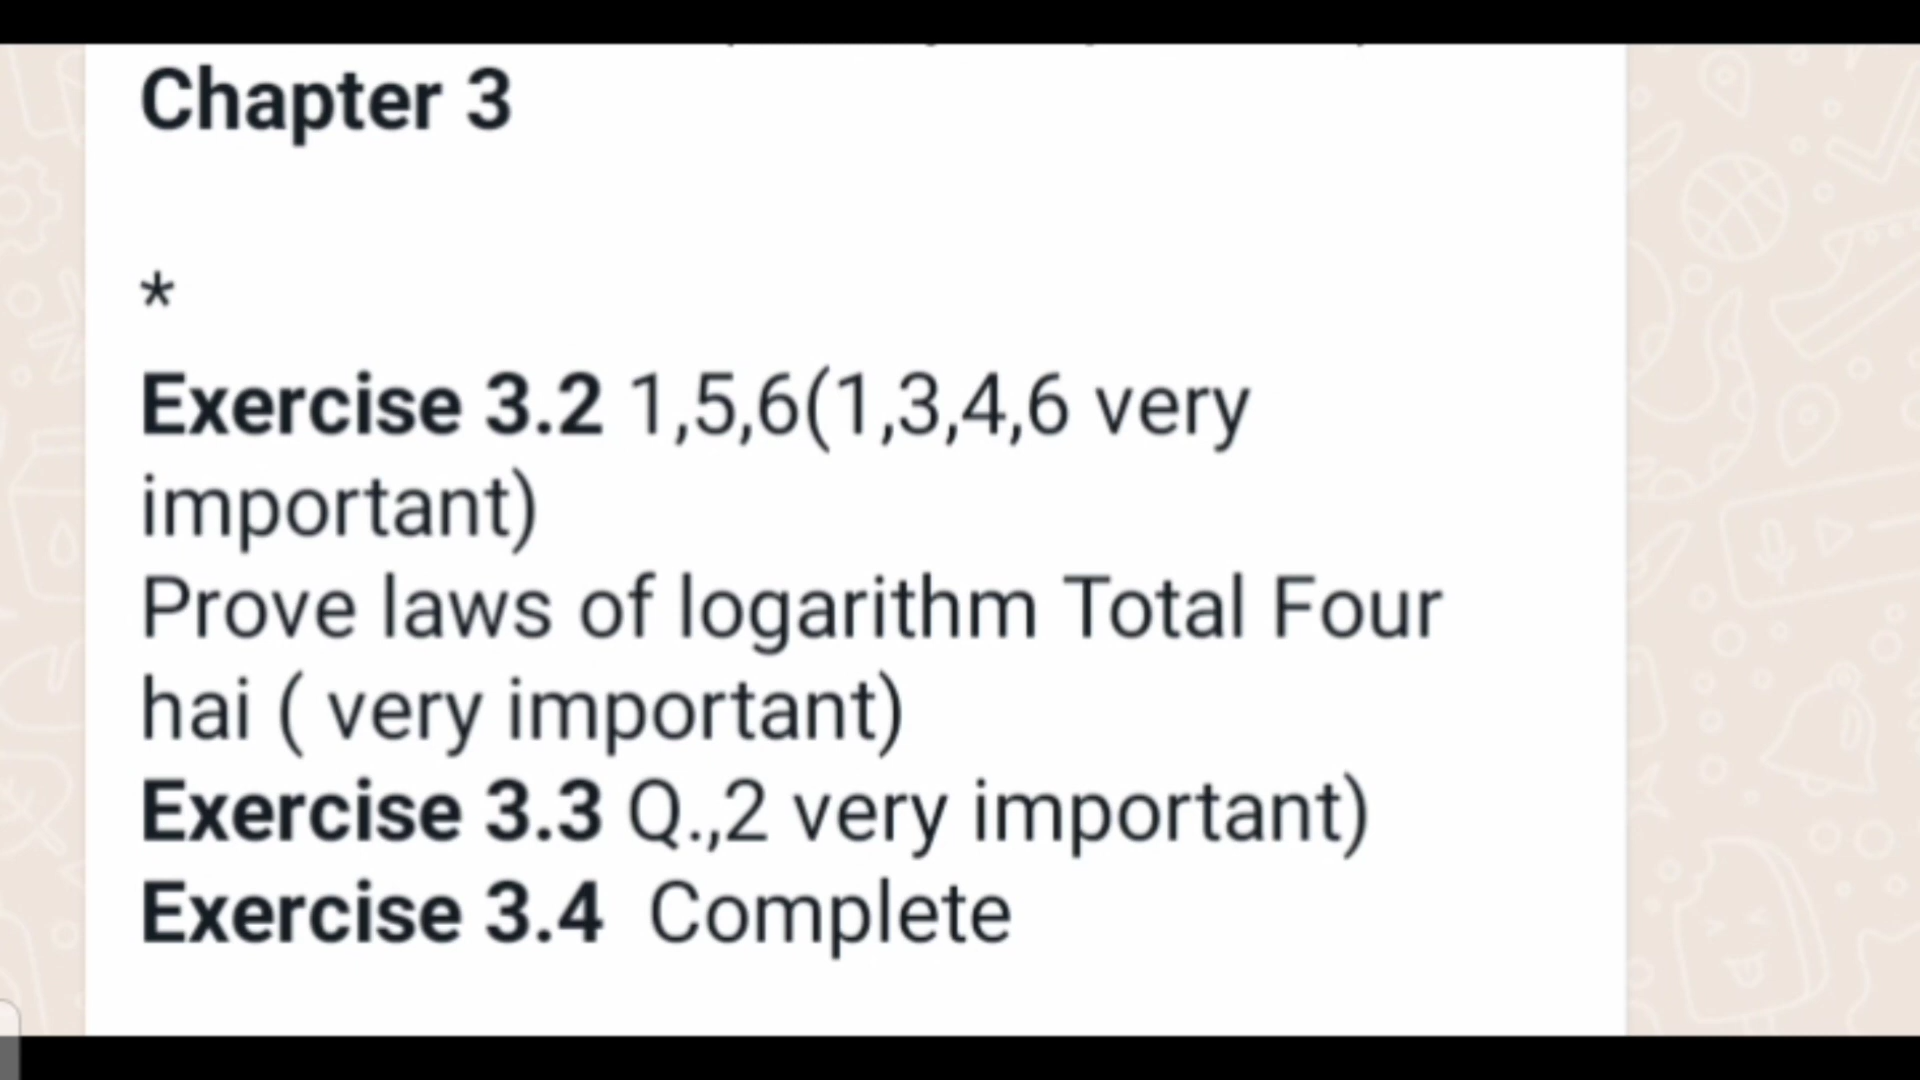 Chapter 3
*
Exercise 3.2 1,5,6(1,3,4,6 very
important)
Prove laws of logarithm Total Four
hai ( very important)
Exercise 3.3 Q.,2 very important)
Exercise 3.4 Complete